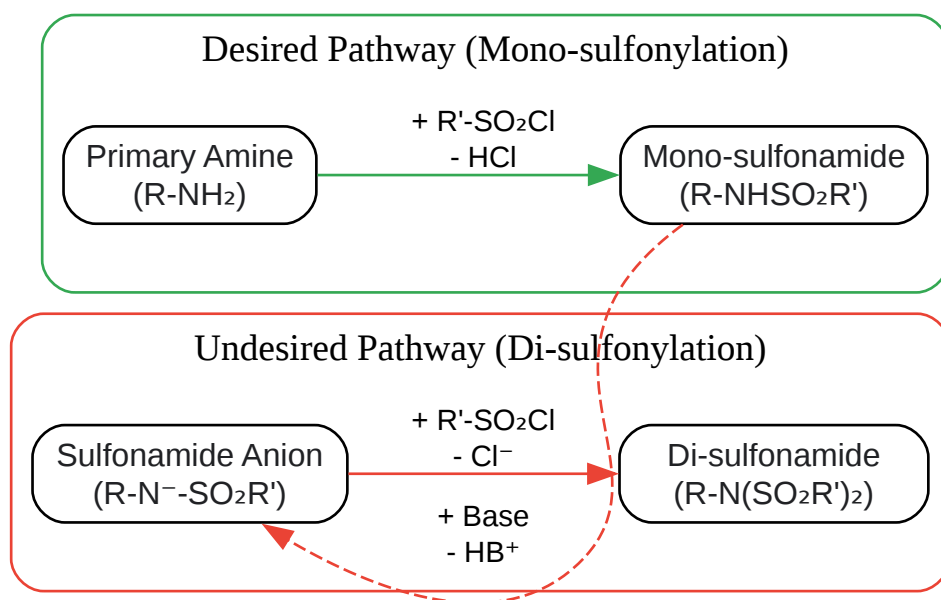 Desired Pathway (Mono-sulfonylation)
Primary Amine
(R-NH₂)
+ R'-SO₂Cl
- HCl
Mono-sulfonamide
(R-NHSO₂R')
Undesired Pathway (Di-sulfonylation)
Sulfonamide Anion
(R-N⁻-SO₂R')
+ R'-SO₂Cl
- Cl⁻
+ Base
- HB⁺
Di-sulfonamide
(R-N(SO₂R')₂)